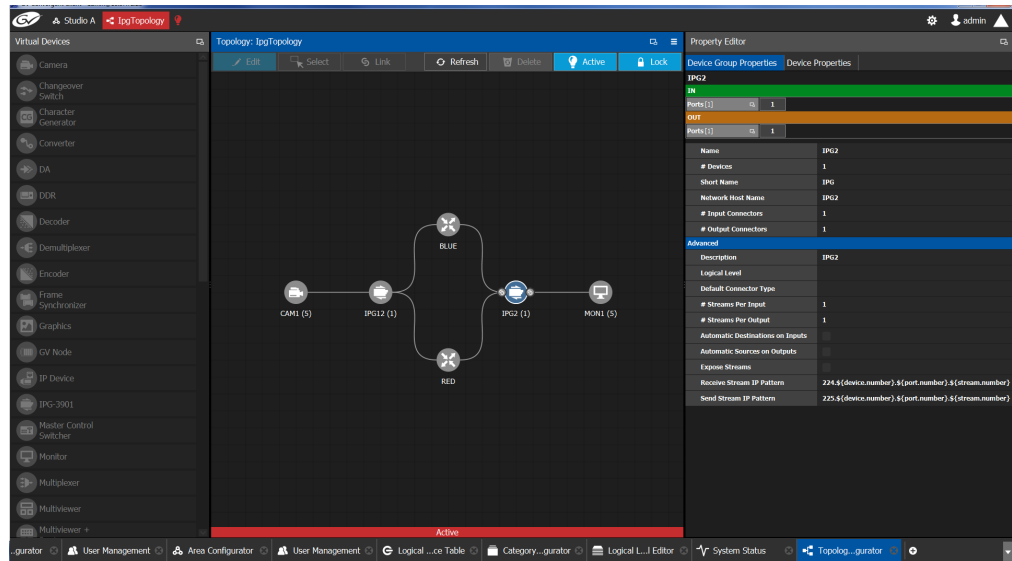 GV Studio A IpgTopology admin
Virtual Devices
Camera
Changeover
Switch
CG Character
Generator
Converter
DA
DDR
Decoder
Demultiplexer
Encoder
Frame
Synchronizer
Graphics
GV Node
IP Device
IPG-3901
Master Control
Switcher
Monitor
Multiplexer
Multiviewer
Multiviewer +
Topology: IpgTopology
Edit Select Link Refresh Delete Active Lock
BLUE
CAM1 (5) IPG12 (1) IPG2 (1) MON1 (5)
RED
Active
Property Editor
Device Group Properties Device Properties
IPG2
IN
Ports [1] 1
OUT
Ports [1] 1
Name IPG2
# Devices 1
Short Name IPG
Network Host Name IPG2
# Input Connectors 1
# Output Connectors 1
Advanced
Description IPG2
Logical Level
Default Connector Type
# Streams Per Input 1
# Streams Per Output 1
Automatic Destinations on Inputs
Automatic Sources on Outputs
Expose Streams
Receive Stream IP Pattern 224.${device.number}.${port.number}.${stream.number}
Send Stream IP Pattern 225.${device.number}.${port.number}.${stream.number}
..gurator User Management Area Configurator User Management Logical ...ce Table Category...gurator Logical L...l Editor System Status Topolog...gurator